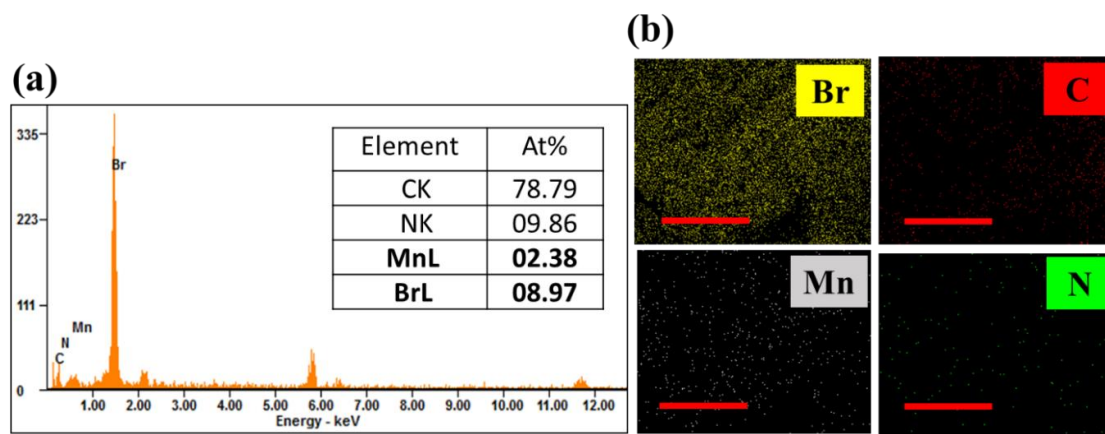 (a)
335
223
111
0
Br
Mn
N
C
1.00 2.00 3.00 4.00 5.00 6.00 7.00 8.00 9.00 10.00 11.00 12.00
Energy - keV
Element At%
CK 78.79
NK 09.86
MnL 02.38
BrL 08.97
(b)
Br
C
Mn
N